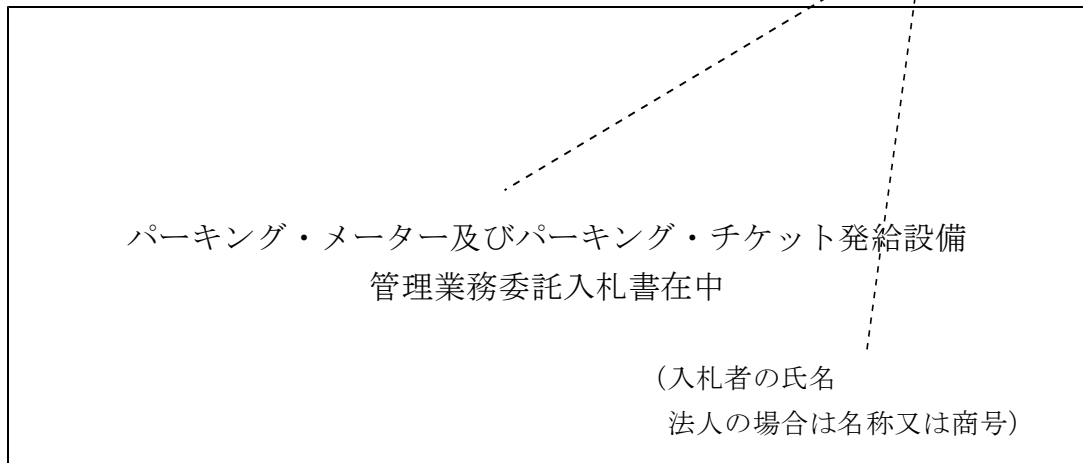 パーキング・メーター及びパーキング・チケット発給設備
管理業務委託入札書在中
(入札者の氏名
法人の場合は名称又は商号)